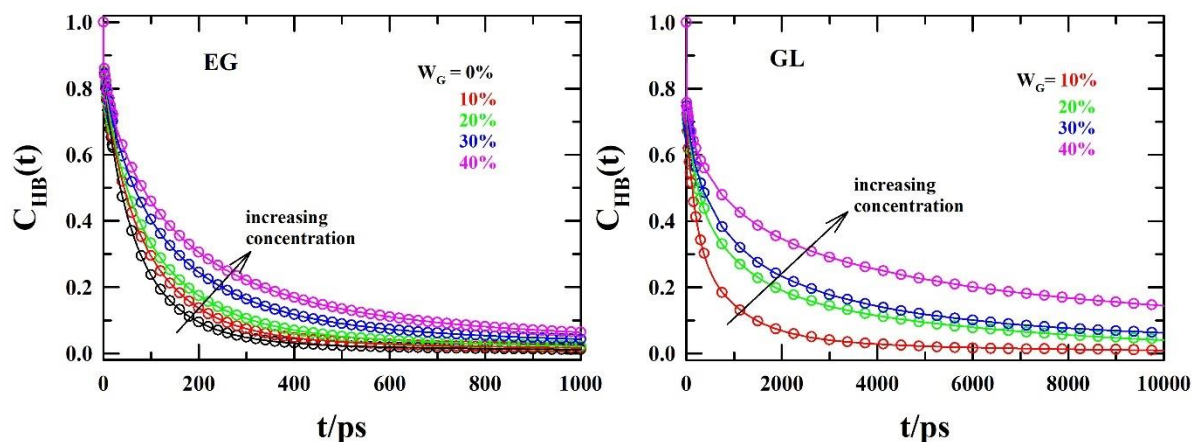 EG
W_G = 0%
10%
20%
30%
40%
increasing
concentration
C_HB(t)
1.0
0.8
0.6
0.4
0.2
0.0
0 200 400 600 800 1000
t/ps
GL
W_G= 10%
20%
30%
40%
increasing
concentration
C_HB(t)
1.0
0.8
0.6
0.4
0.2
0.0
0 2000 4000 6000 8000 10000
t/ps